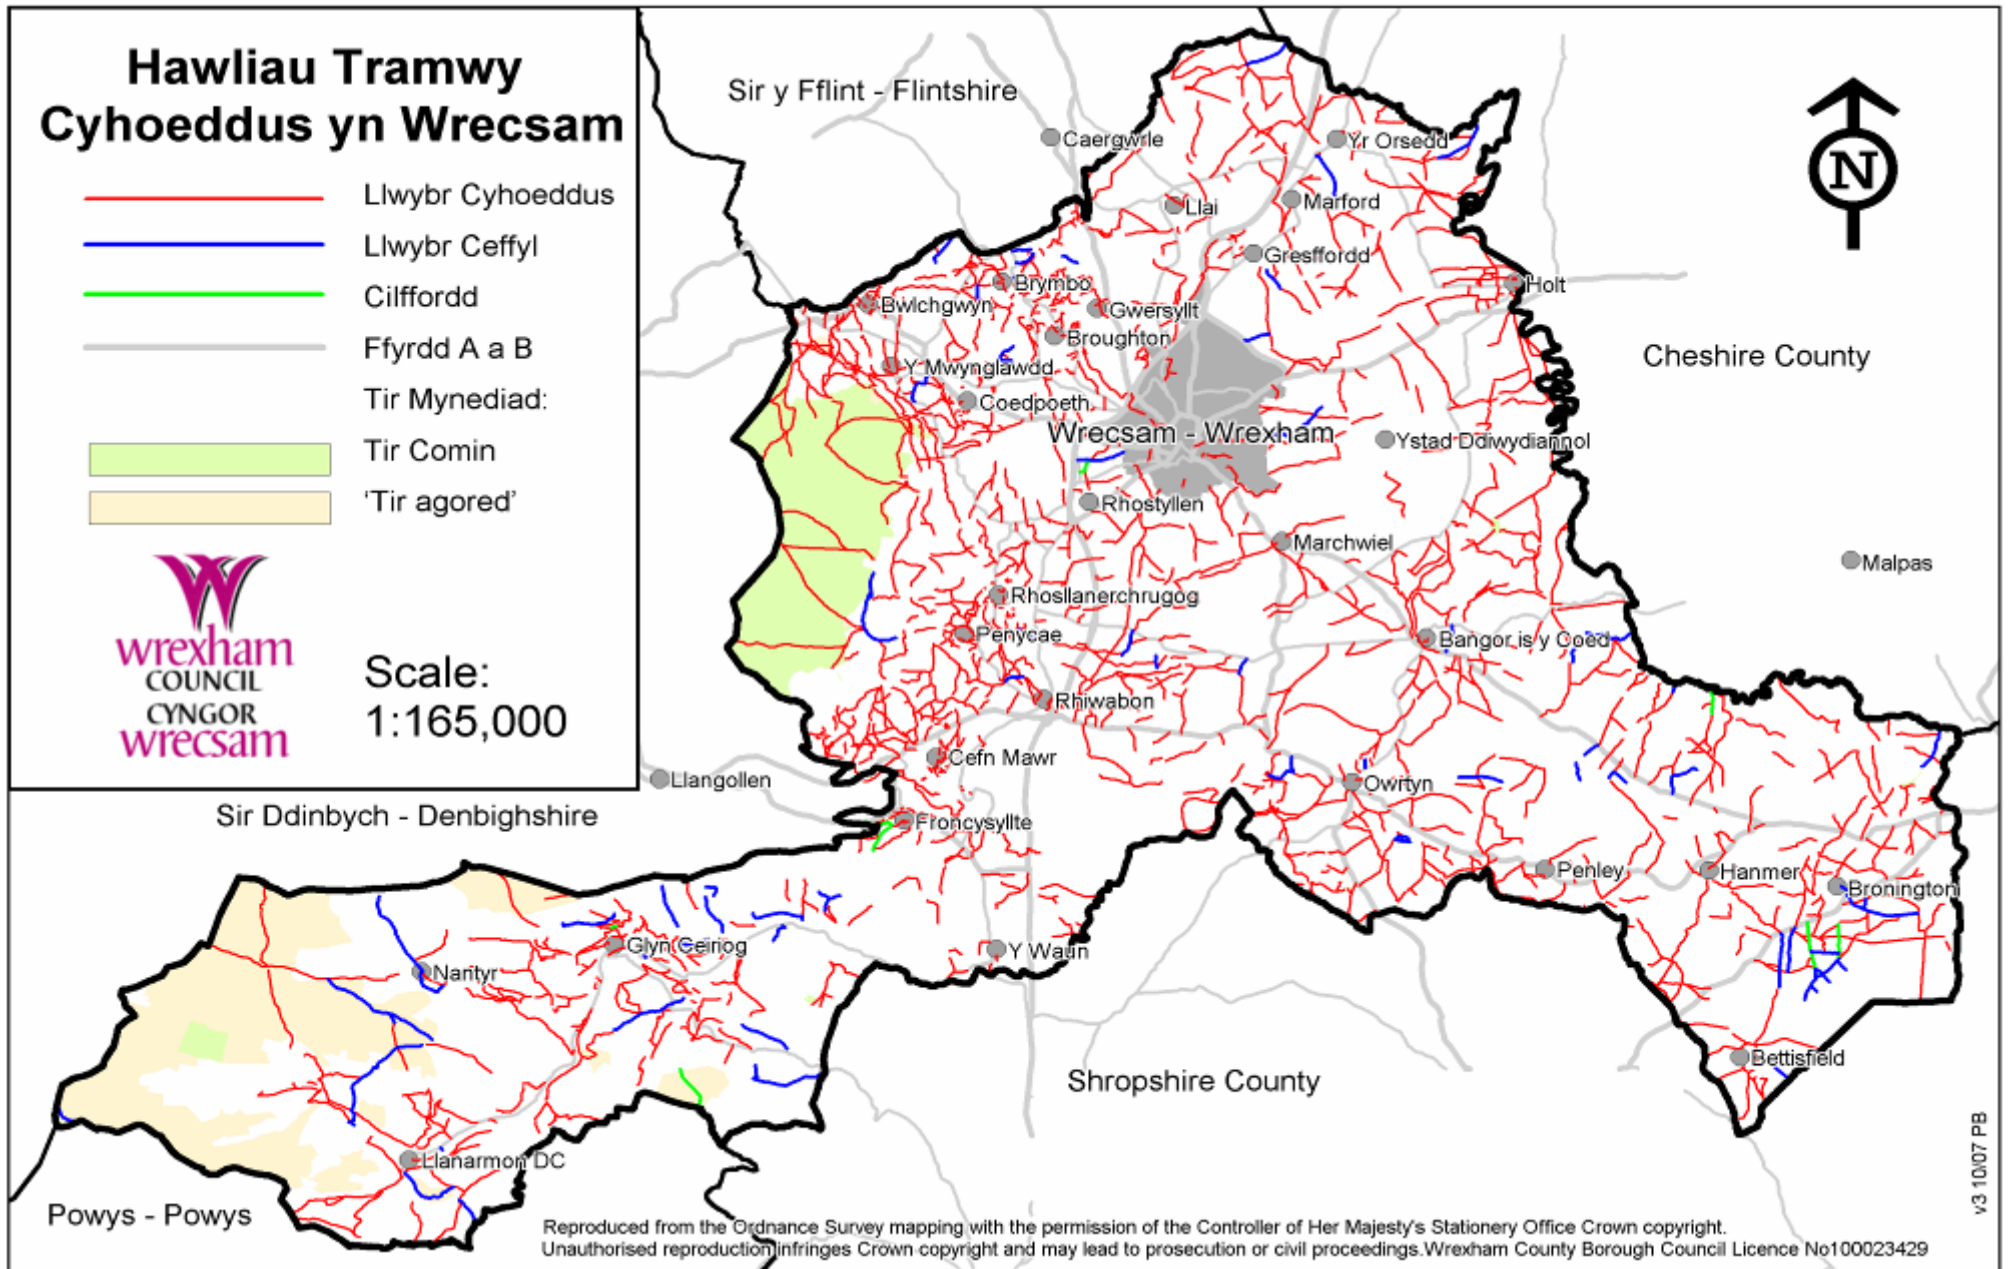 Hawliau Tramwy
Cyhoeddus yn Wrecsam
Llwybr Cyhoeddus
Llwybr Ceffyl
Cilffordd
Ffyrdd A a B
Tir Mynediad:
Tir Comin
'Tir agored'
wrexham
COUNCIL
CYNGOR
wrecsam
Scale:
1:165,000
N
Sir y Fflint - Flintshire
Caergwrle
Yr Orsedd
Llai
Marford
Gresffordd
Brymbo
Holt
Bwlchgwyn
Gwersyllt
Broughton
Cheshire County
Y Mwynglawdd
Coedpoeth
Wrecsam - Wrexham
Ystad Ddiwydiannol
Rhostyllen
Marchwiel
Malpas
Rhosllanerchrugog
Penycae
Bangor is y Coed
Rhiwabon
Cefn Mawr
Llangollen
Owrtyn
Sir Ddinbych - Denbighshire
Froncysyllte
Penley
Hanmer
Bronington
Glyn Ceiriog
Y Waun
Nantyr
Bettisfield
Shropshire County
Llanarmon DC
Powys - Powys
v3 10/07 PB
Reproduced from the Ordnance Survey mapping with the permission of the Controller of Her Majesty's Stationery Office Crown copyright.
Unauthorised reproduction infringes Crown copyright and may lead to prosecution or civil proceedings.Wrexham County Borough Council Licence No100023429